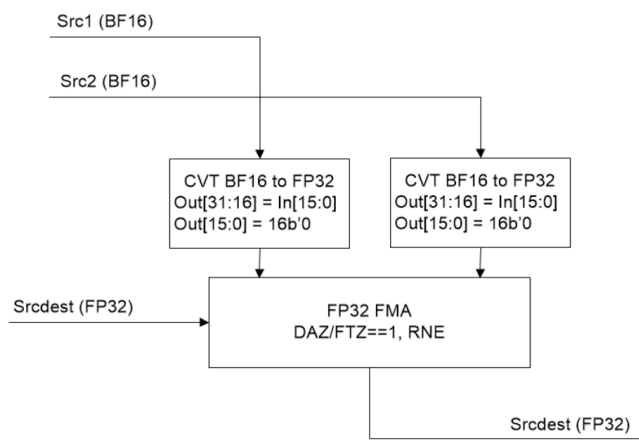 Src1 (BF16)
Src2 (BF16)
CVT BF16 to FP32
Out[31:16] = In[15:0]
Out[15:0] = 16b'0
CVT BF16 to FP32
Out[31:16] = In[15:0]
Out[15:0] = 16b'0
Srcdest (FP32)
FP32 FMA
DAZ/FTZ==1, RNE
Srcdest (FP32)